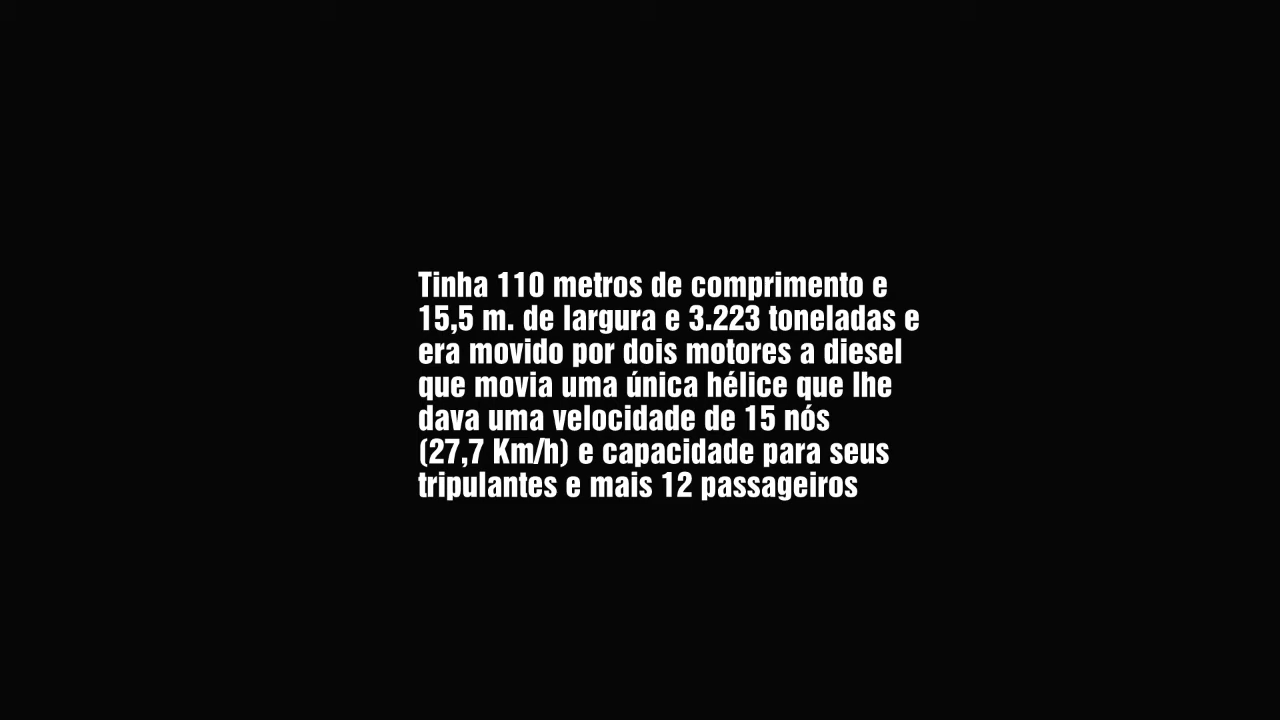 Tinha 110 metros de comprimento e
15,5 m. de largura e 3.223 toneladas e
era movido por dois motores a diesel
que movia uma única hélice que lhe
dava uma velocidade de 15 nós
(27,7 Km/h) e capacidade para seus
tripulantes e mais 12 passageiros